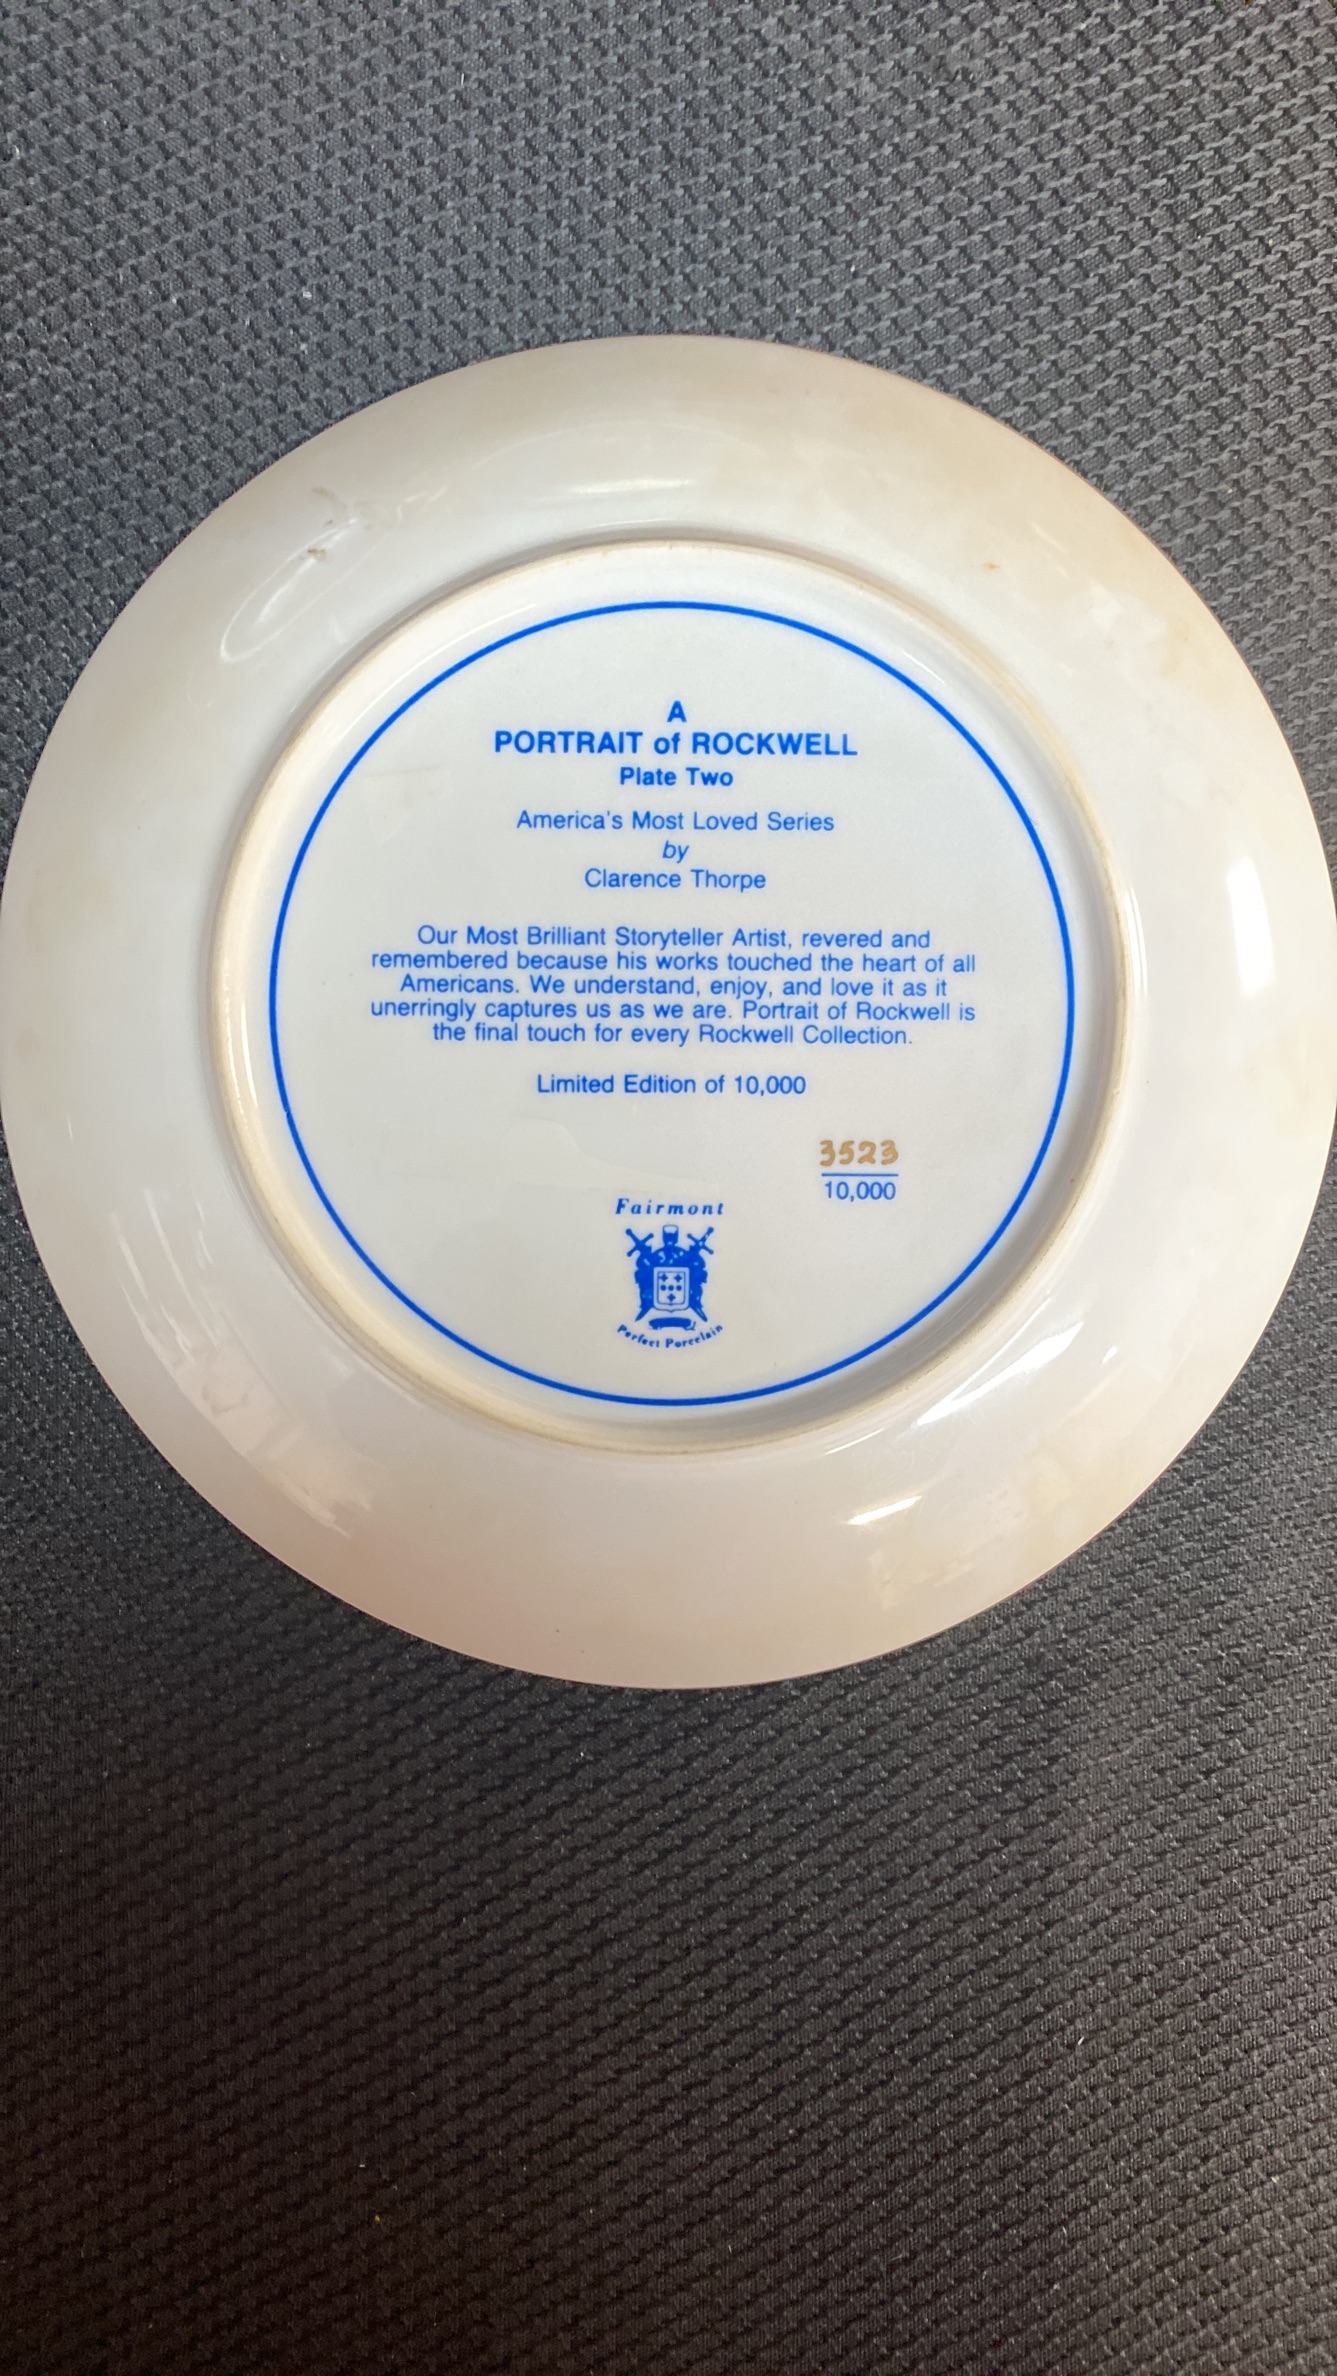 A
PORTRAIT of ROCKWELL
Plate Two
America's Most Loved Series
by
Clarence Thorpe
Our Most Brilliant Storyteller Artist, revered and
remembered because his works touched the heart of all
Americans. We understand, enjoy, and love it as it
unerringly captures us as we are. Portrait of Rockwell is
the final touch for every Rockwell Collection.
Limited Edition of 10,000
3523
10,000
Fairmont
Perfect Porcelain